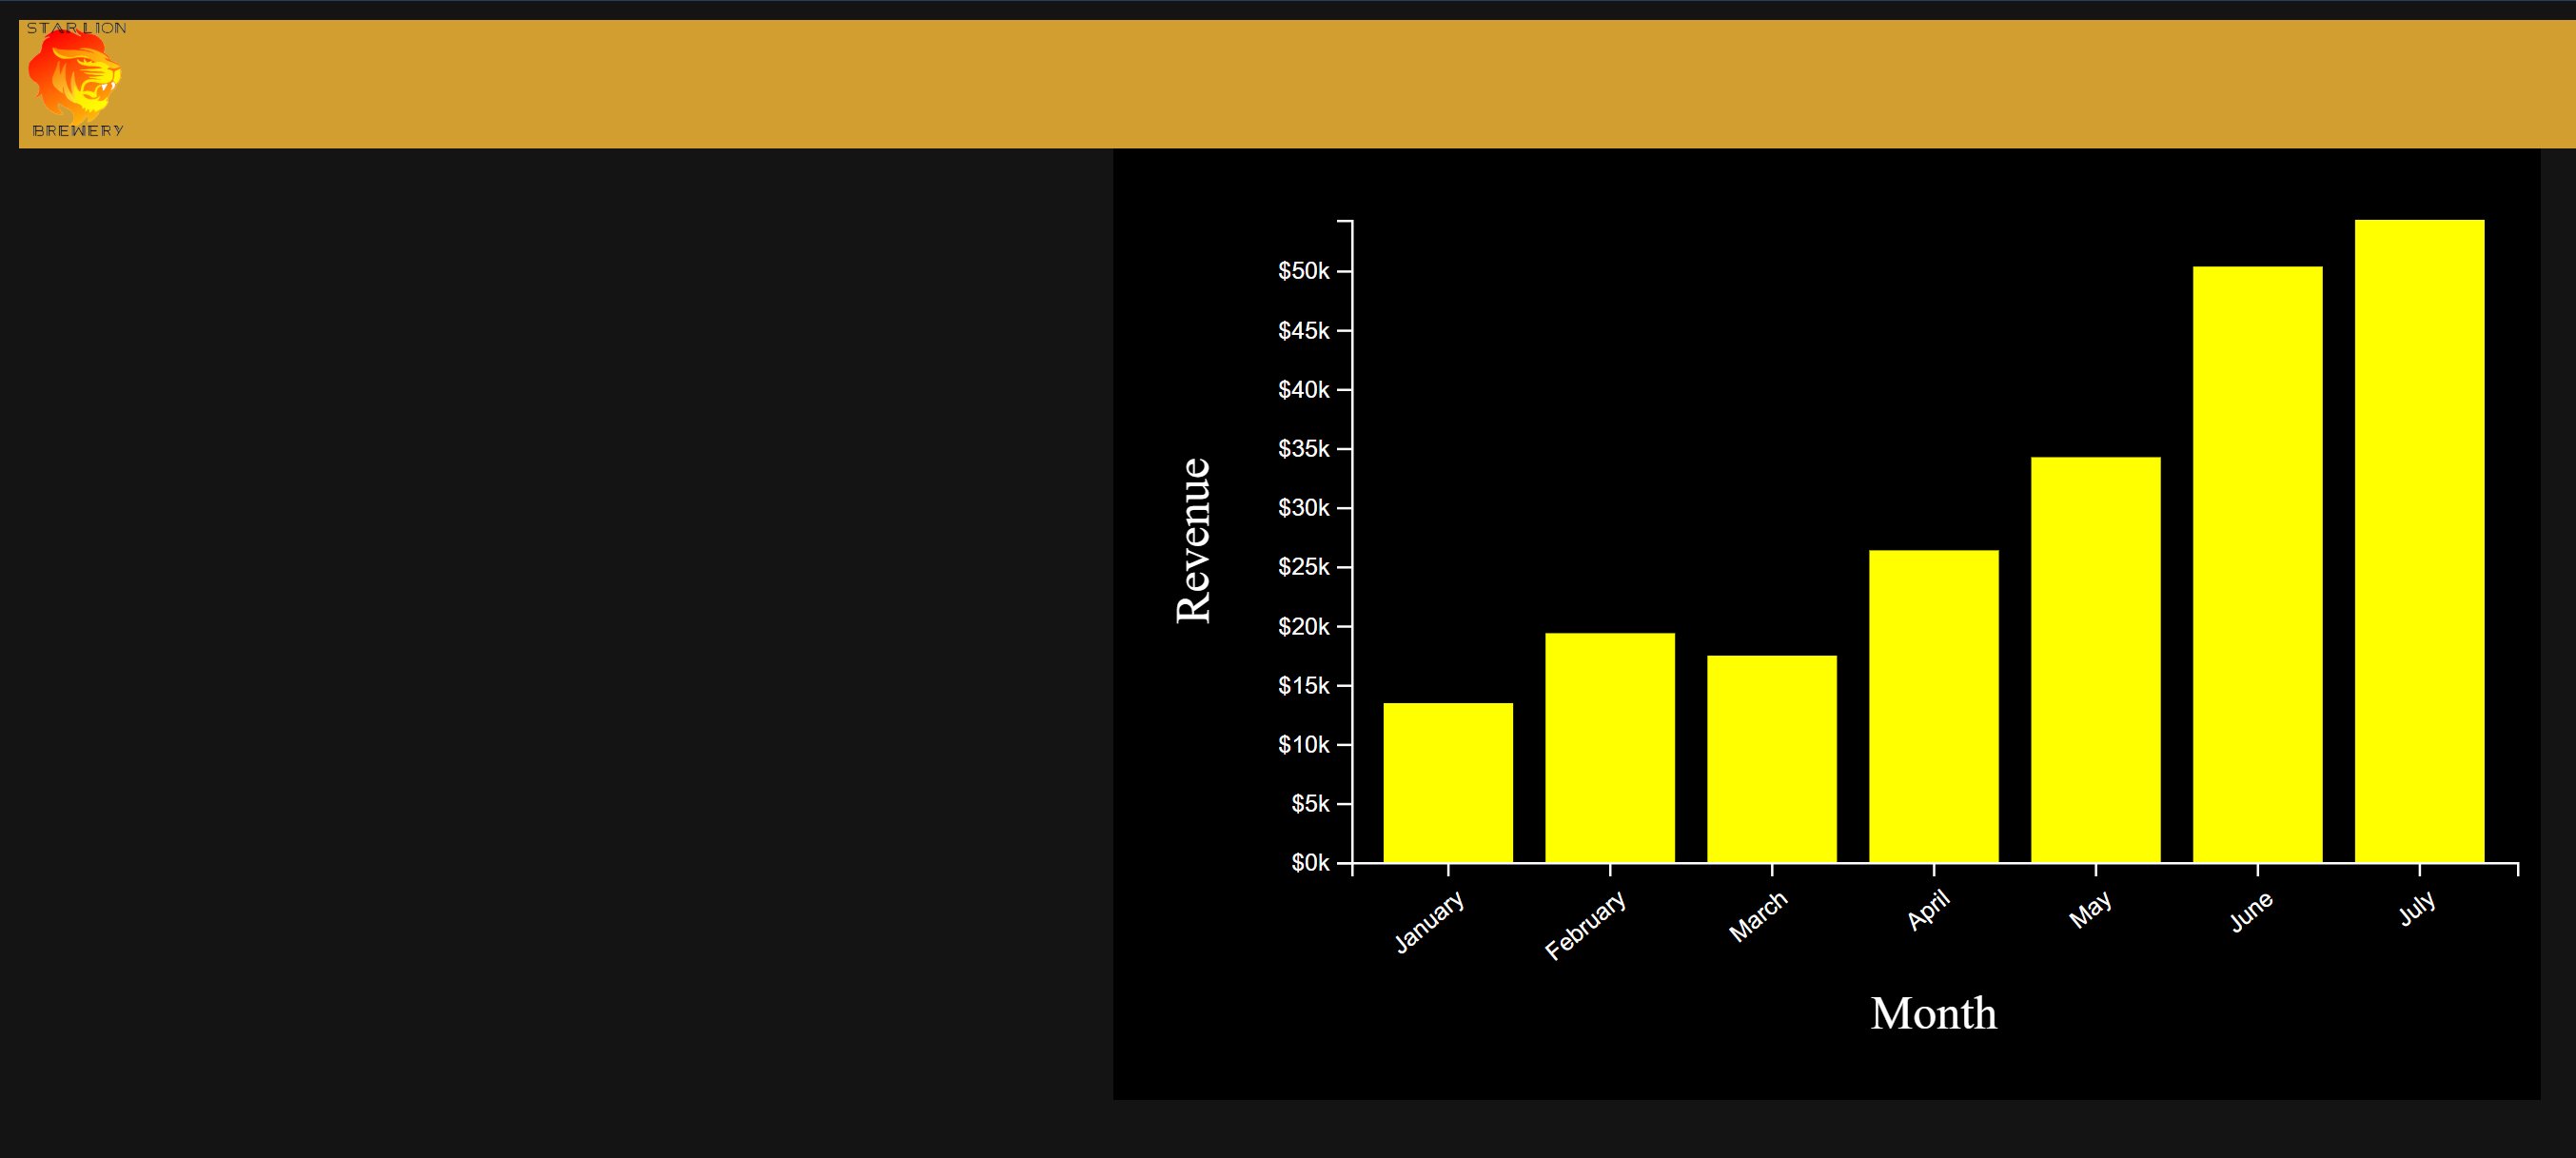 STAR LION
BREWERY
$50k
$45k
$40k
$35k
$30k
$25k
$20k
$15k
$10k
$5k
$0k
Revenue
January
February
March
April
May
June
July
Month